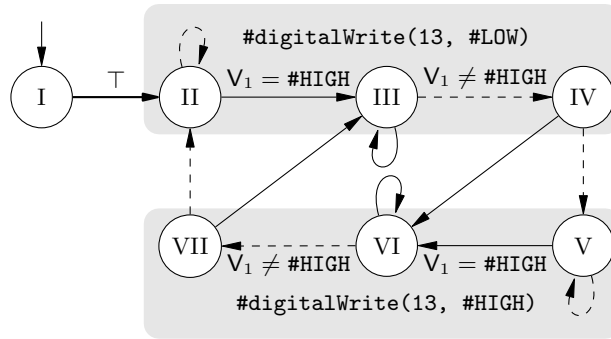 #digitalWrite(13, #LOW)
⊤
V₁ = #HIGH
V₁ ≠ #HIGH
I
II
III
IV
VII
VI
V
V₁ ≠ #HIGH
V₁ = #HIGH
#digitalWrite(13, #HIGH)